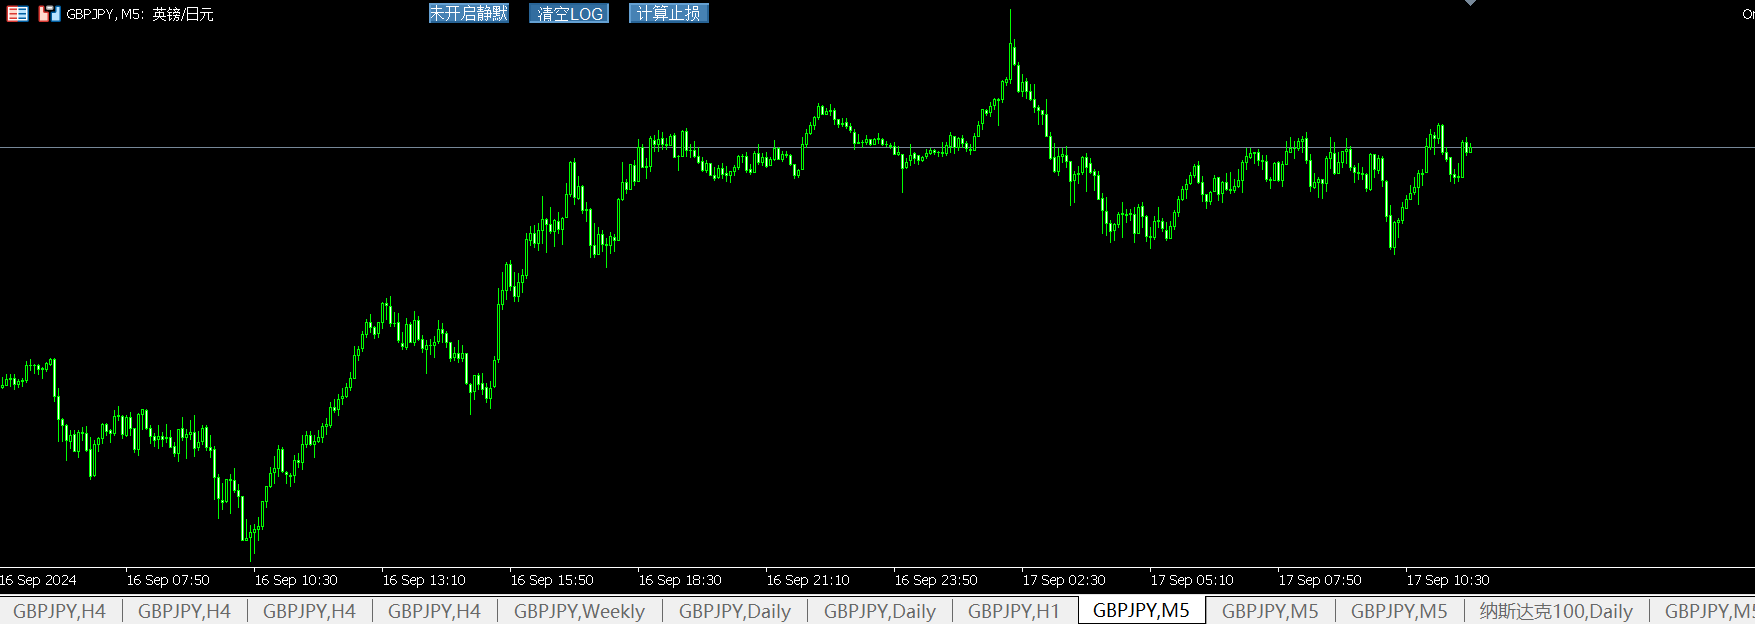 GBPJPY, M5: 英镑/日元 未开启静默 清空LOG 计算止损
16 Sep 2024 16 Sep 07:50 16 Sep 10:30 16 Sep 13:10 16 Sep 15:50 16 Sep 18:30 16 Sep 21:10 16 Sep 23:50 17 Sep 02:30 17 Sep 05:10 17 Sep 07:50 17 Sep 10:30
GBPJPY,H4 GBPJPY,H4 GBPJPY,H4 GBPJPY,H4 GBPJPY,Weekly GBPJPY,Daily GBPJPY,Daily GBPJPY,H1 GBPJPY,M5 GBPJPY,M5 GBPJPY,M5 纳斯达克100,Daily GBPJPY,M5